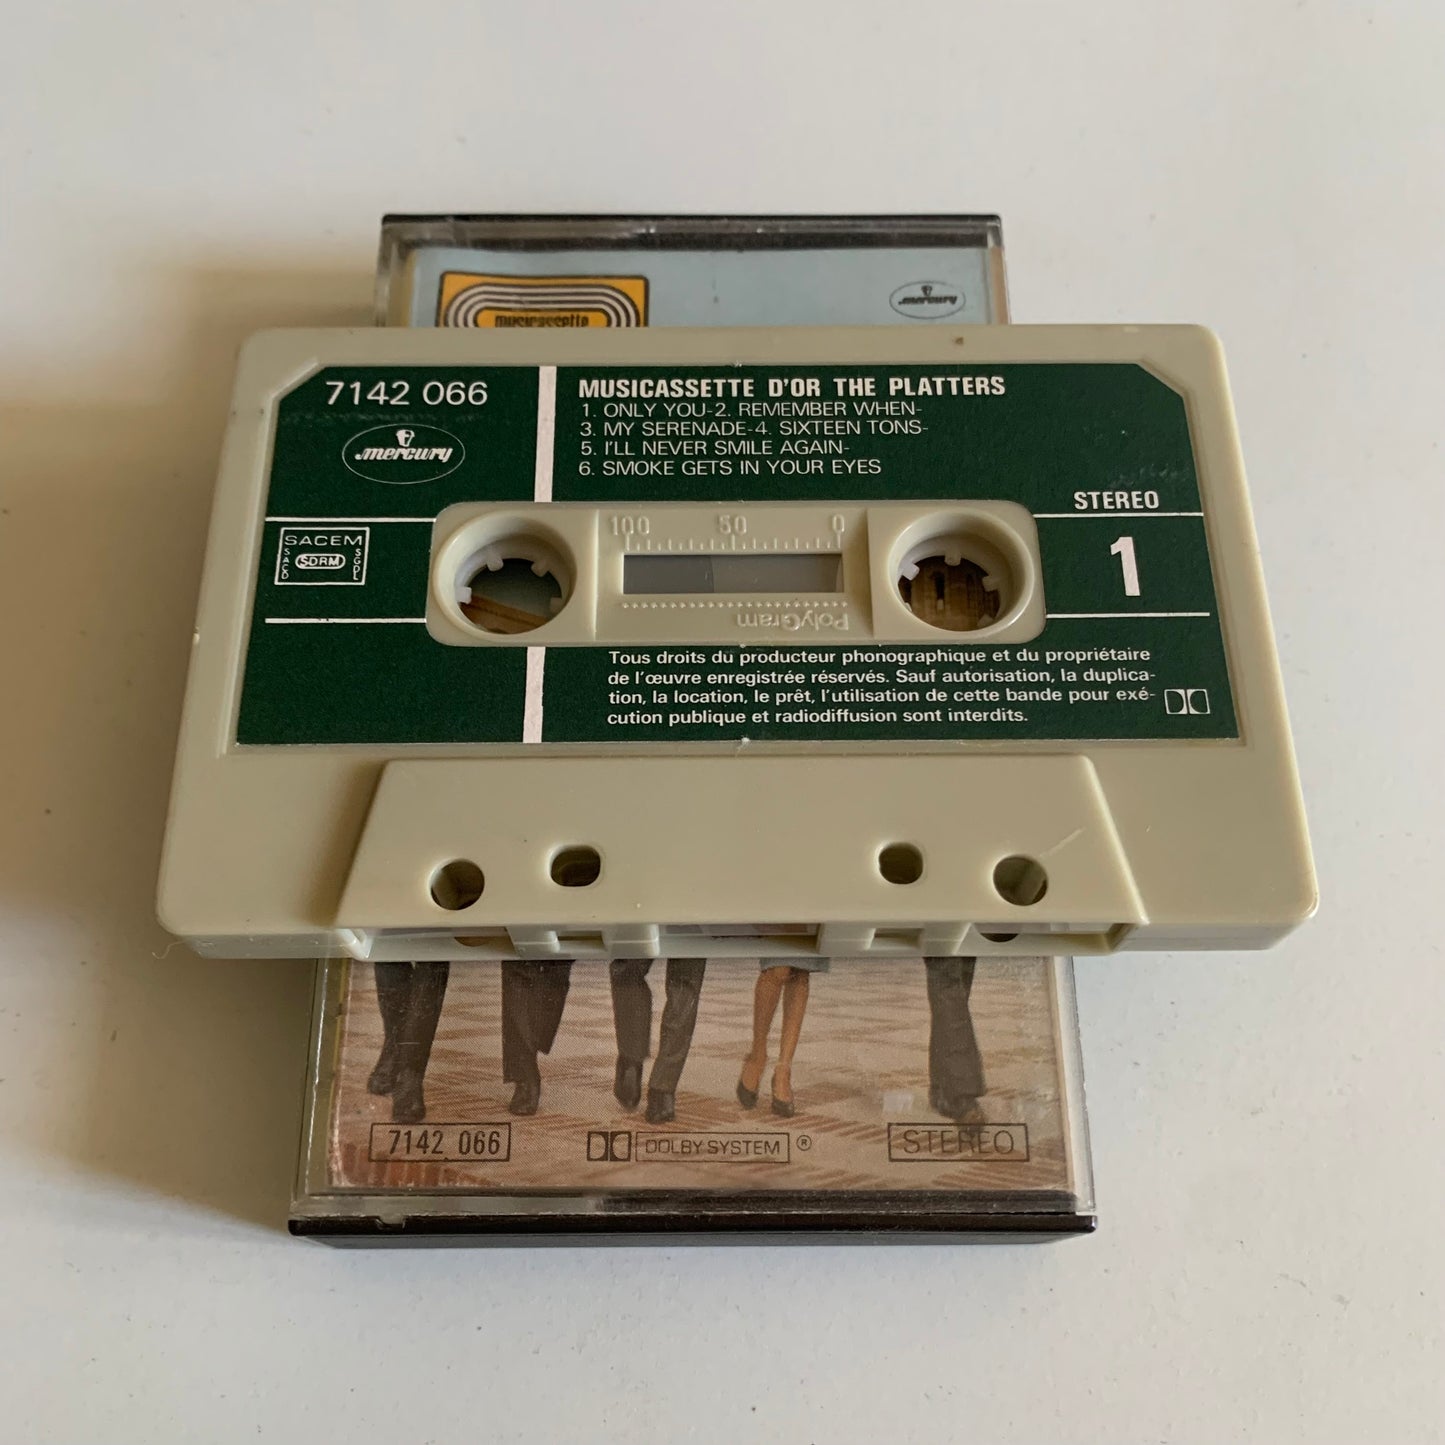 musicassette
mercury
7142 066
MUSICASSETTE D'OR THE PLATTERS
1. ONLY YOU-2. REMEMBER WHEN-
3. MY SERENADE-4. SIXTEEN TONS-
5. I'LL NEVER SMILE AGAIN-
6. SMOKE GETS IN YOUR EYES
mercury
STEREO
1
SACEM
SACD
SDRM
SGDL
100 50 0
PolyGram
Tous droits du producteur phonographique et du propriétaire
de l'œuvre enregistrée réservés. Sauf autorisation, la duplica-
tion, la location, le prêt, l'utilisation de cette bande pour exé-
cution publique et radiodiffusion sont interdits.
7142 066
DOLBY SYSTEM ®
STEREO